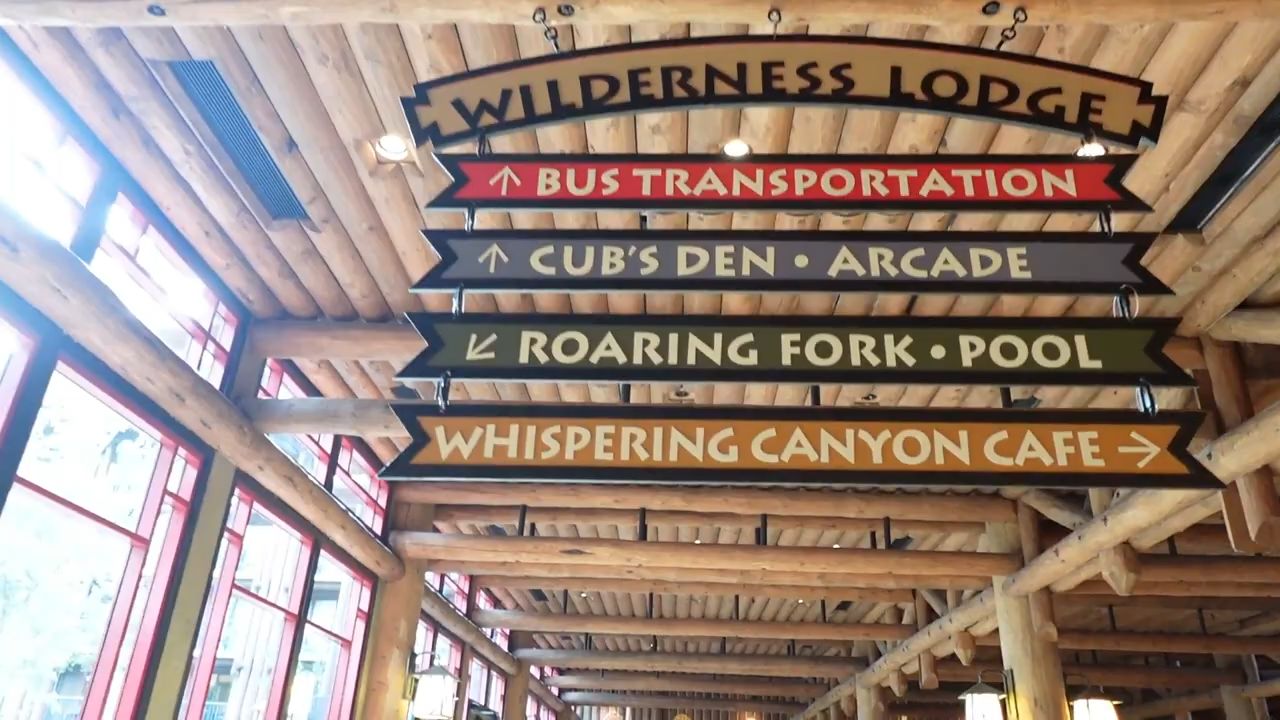 WILDERNESS LODGE
↑ BUS TRANSPORTATION
↑ CUB'S DEN • ARCADE
↙ ROARING FORK • POOL
WHISPERING CANYON CAFE →